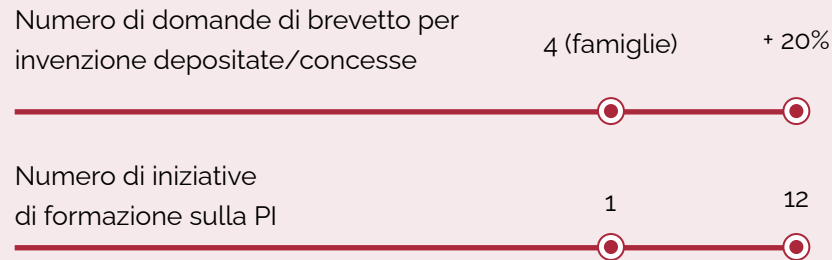 Numero di domande di brevetto per
invenzione depositate/concesse
4 (famiglie)
+ 20%
Numero di iniziative
di formazione sulla PI
1
12